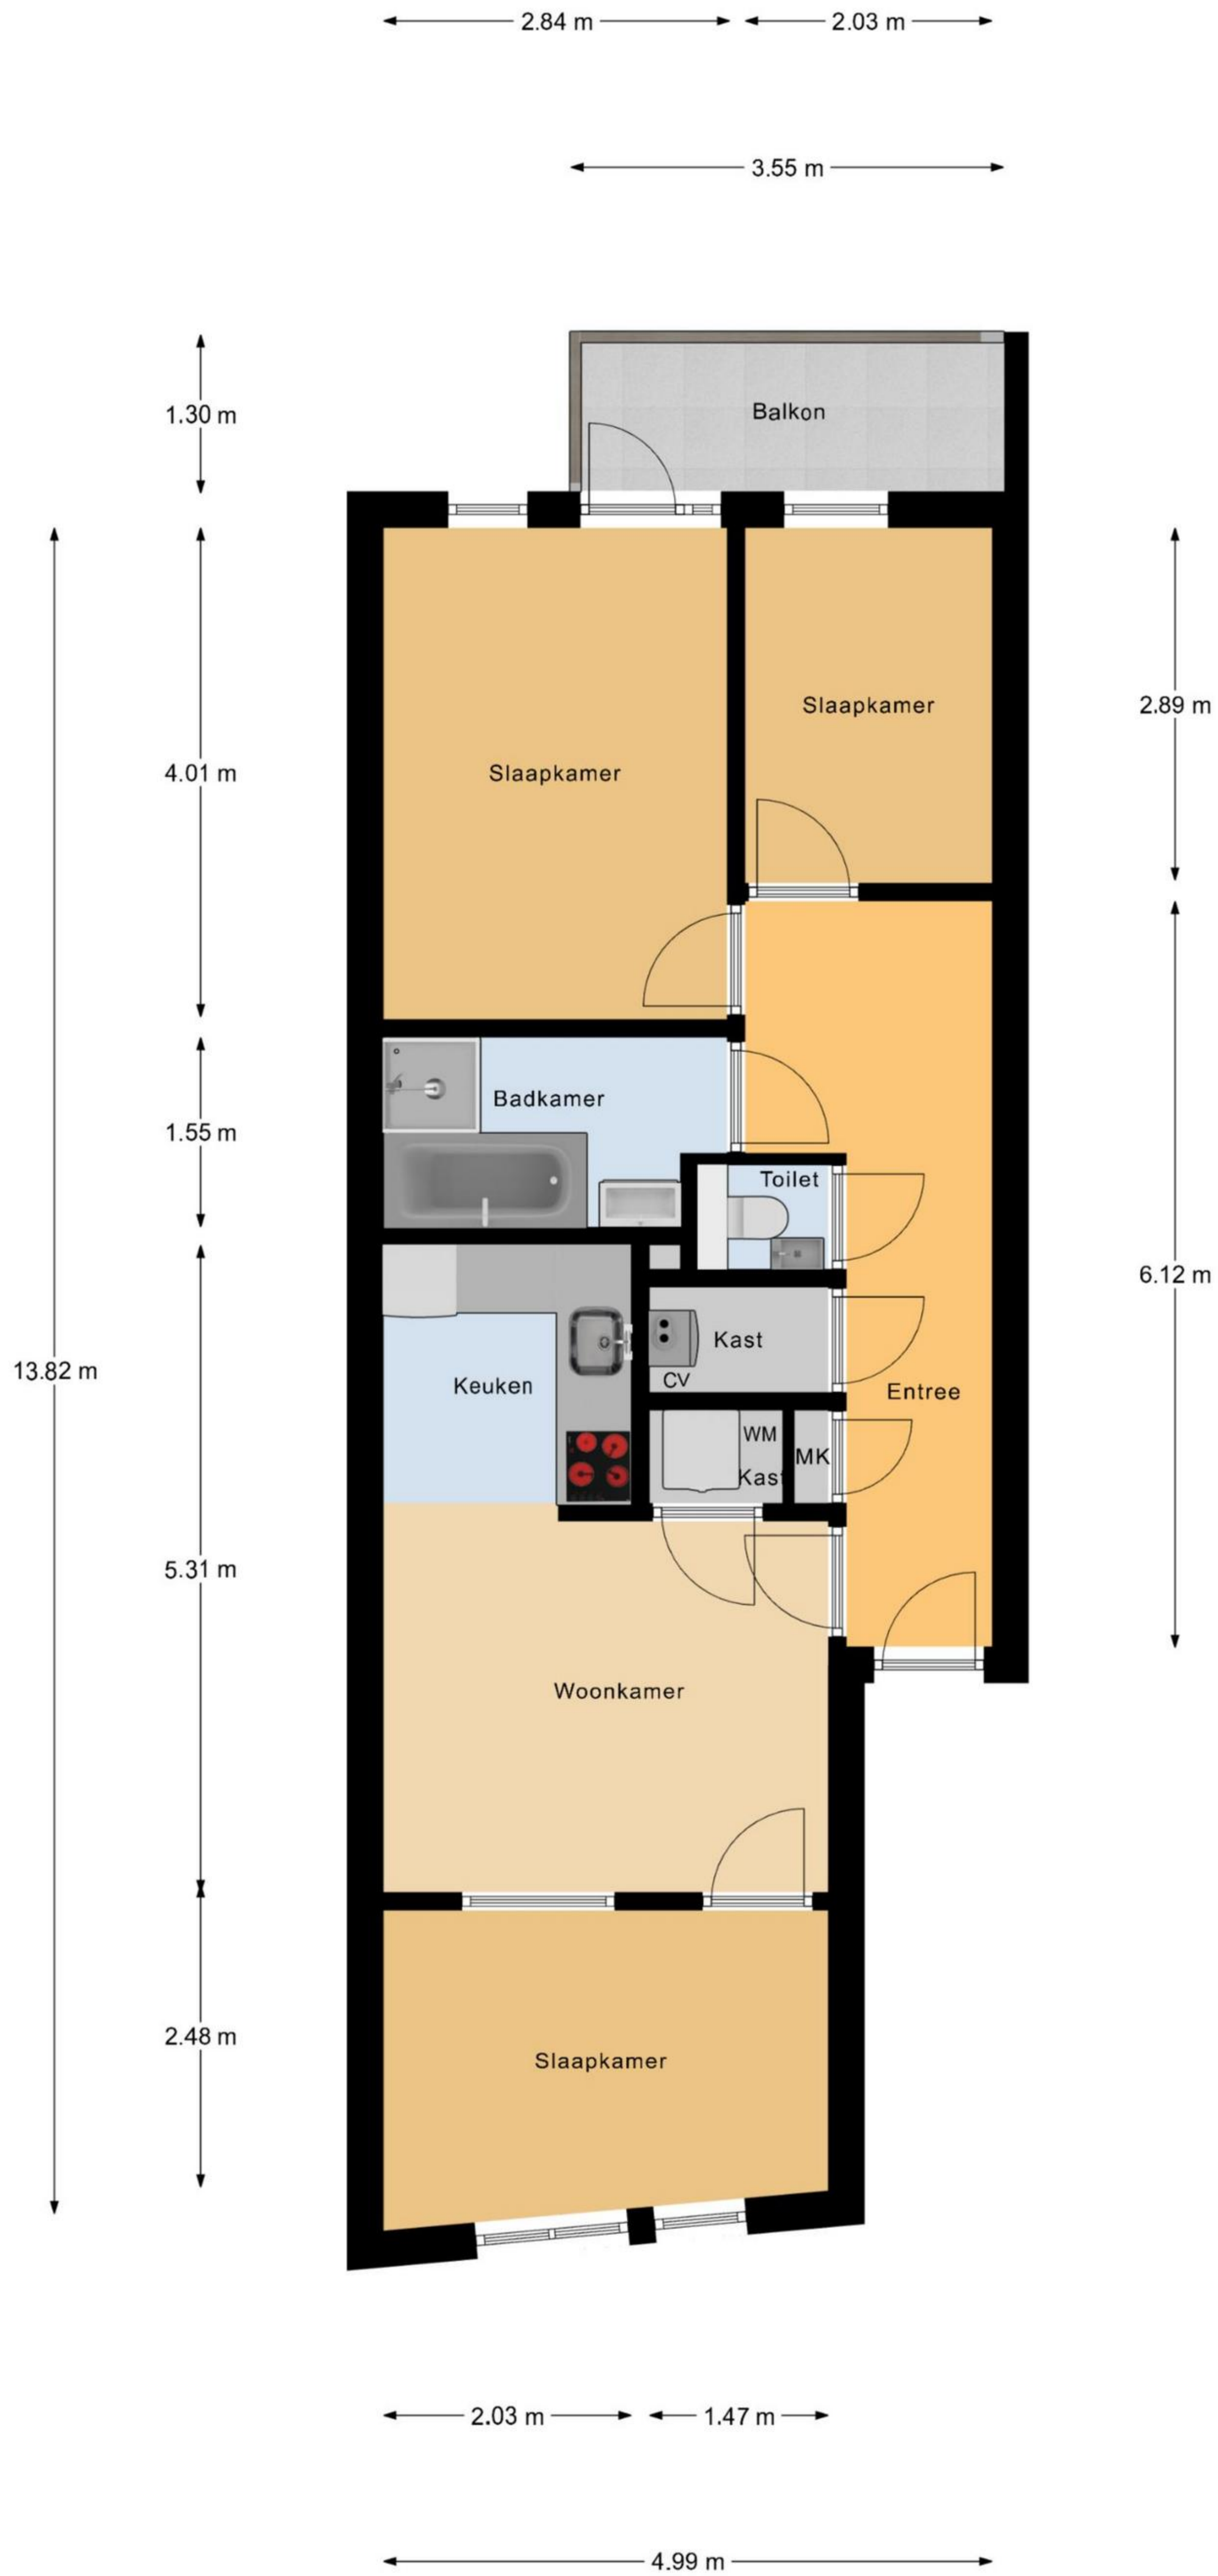 2.84 m
2.03 m
3.55 m
1.30 m
Balkon
2.89 m
Slaapkamer
4.01 m
Slaapkamer
Badkamer
1.55 m
Toilet
6.12 m
Kast
13.82 m
CV
Keuken
Entree
WM
MK
Kast
5.31 m
Woonkamer
2.48 m
Slaapkamer
2.03 m
1.47 m
4.99 m